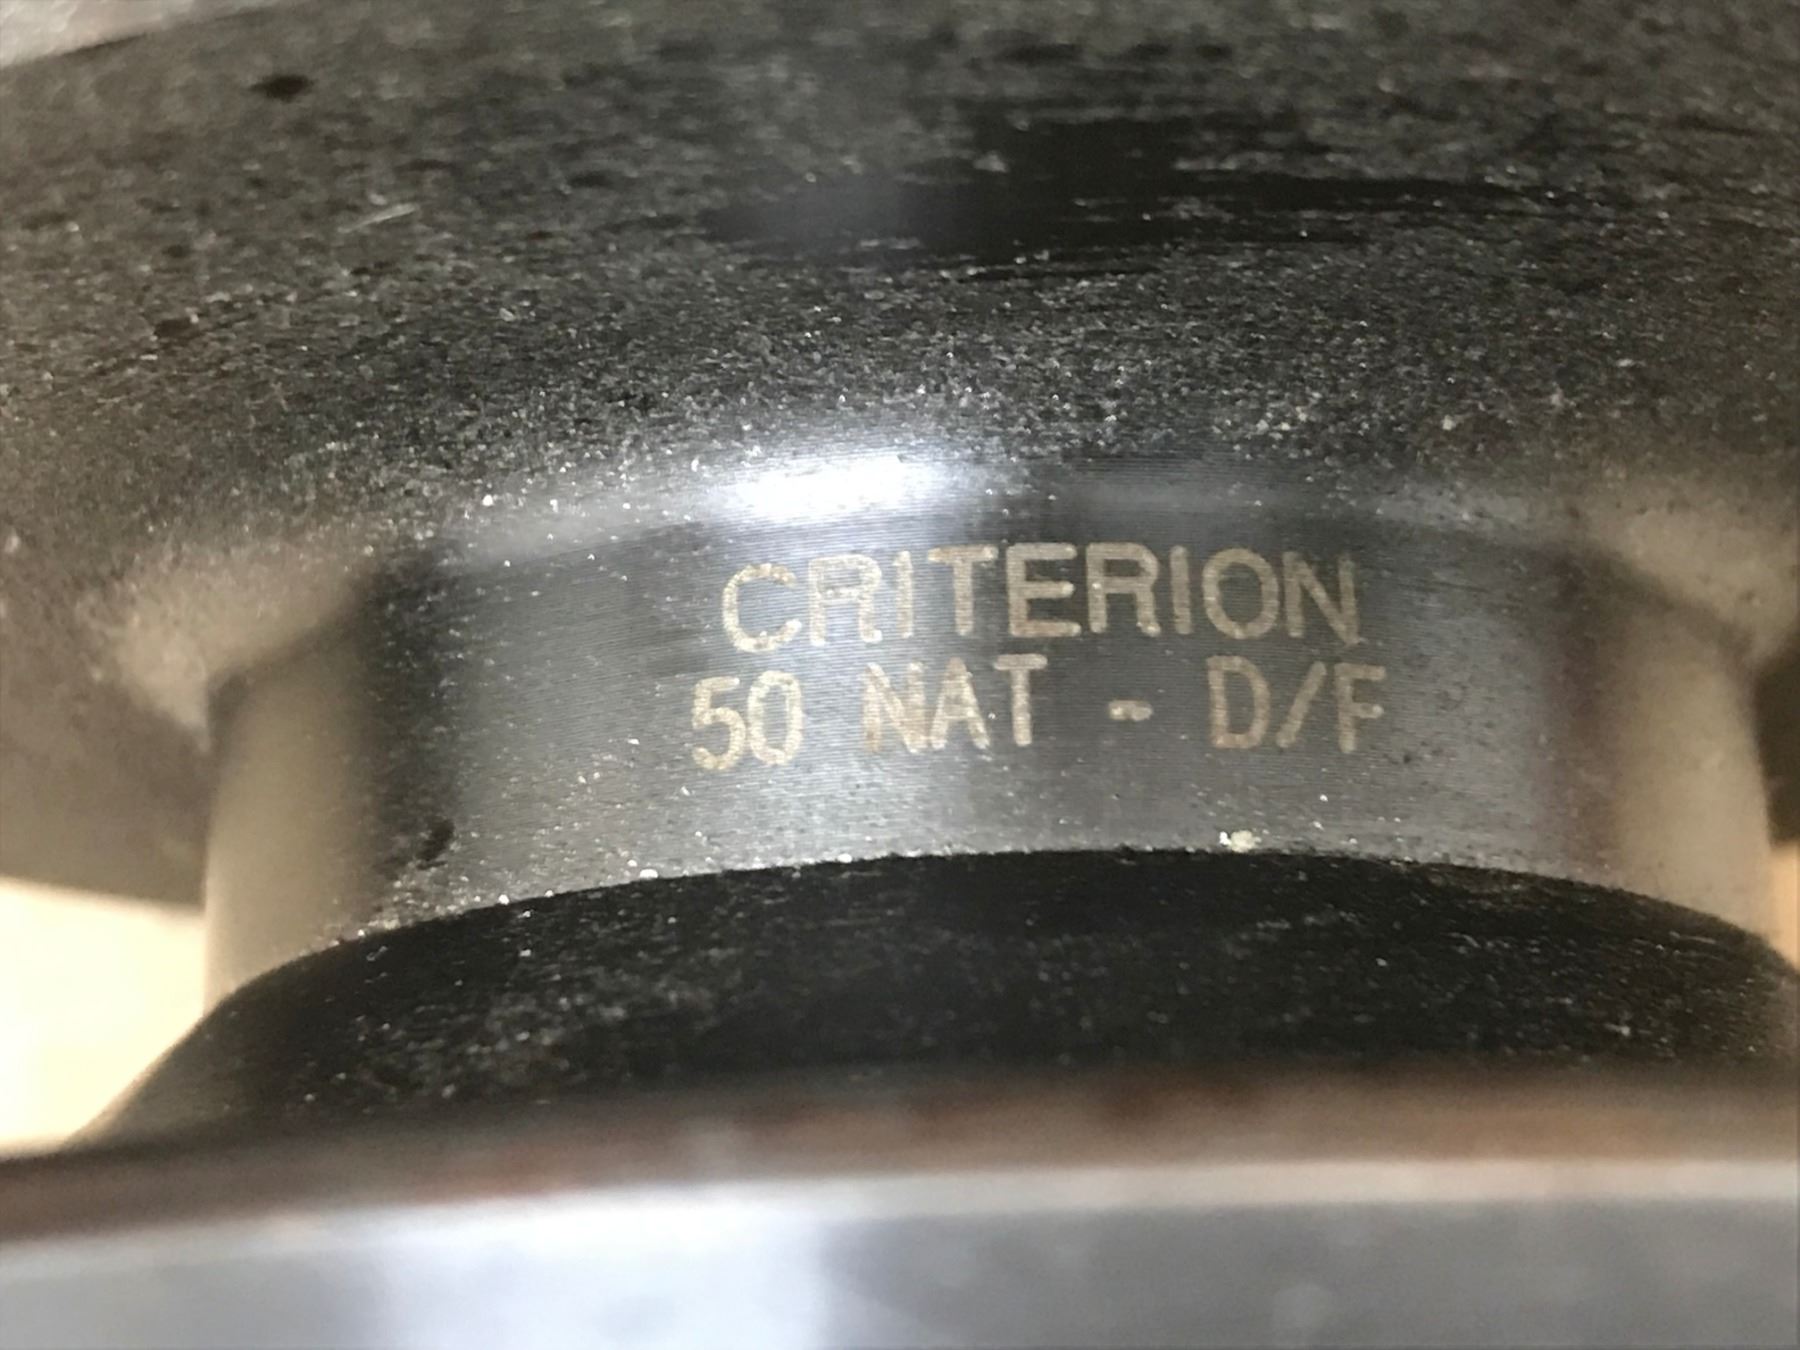 CRITERION
50 NAT - D/F